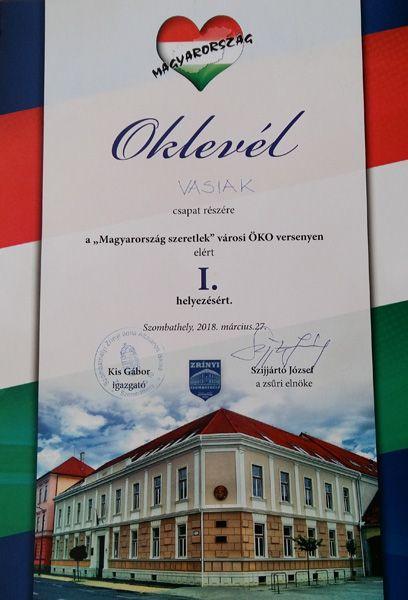 MAGYARORSZÁG
Oklevél
VASIAK
csapat részére
a „Magyarország szeretlek” városi ÖKO versenyen
elért
I.
helyezésért.
Szombathely, 2018. március.27.
Kis Gábor
igazgató
ZRÍNYI
Szijjártó József
a zsűri elnöke